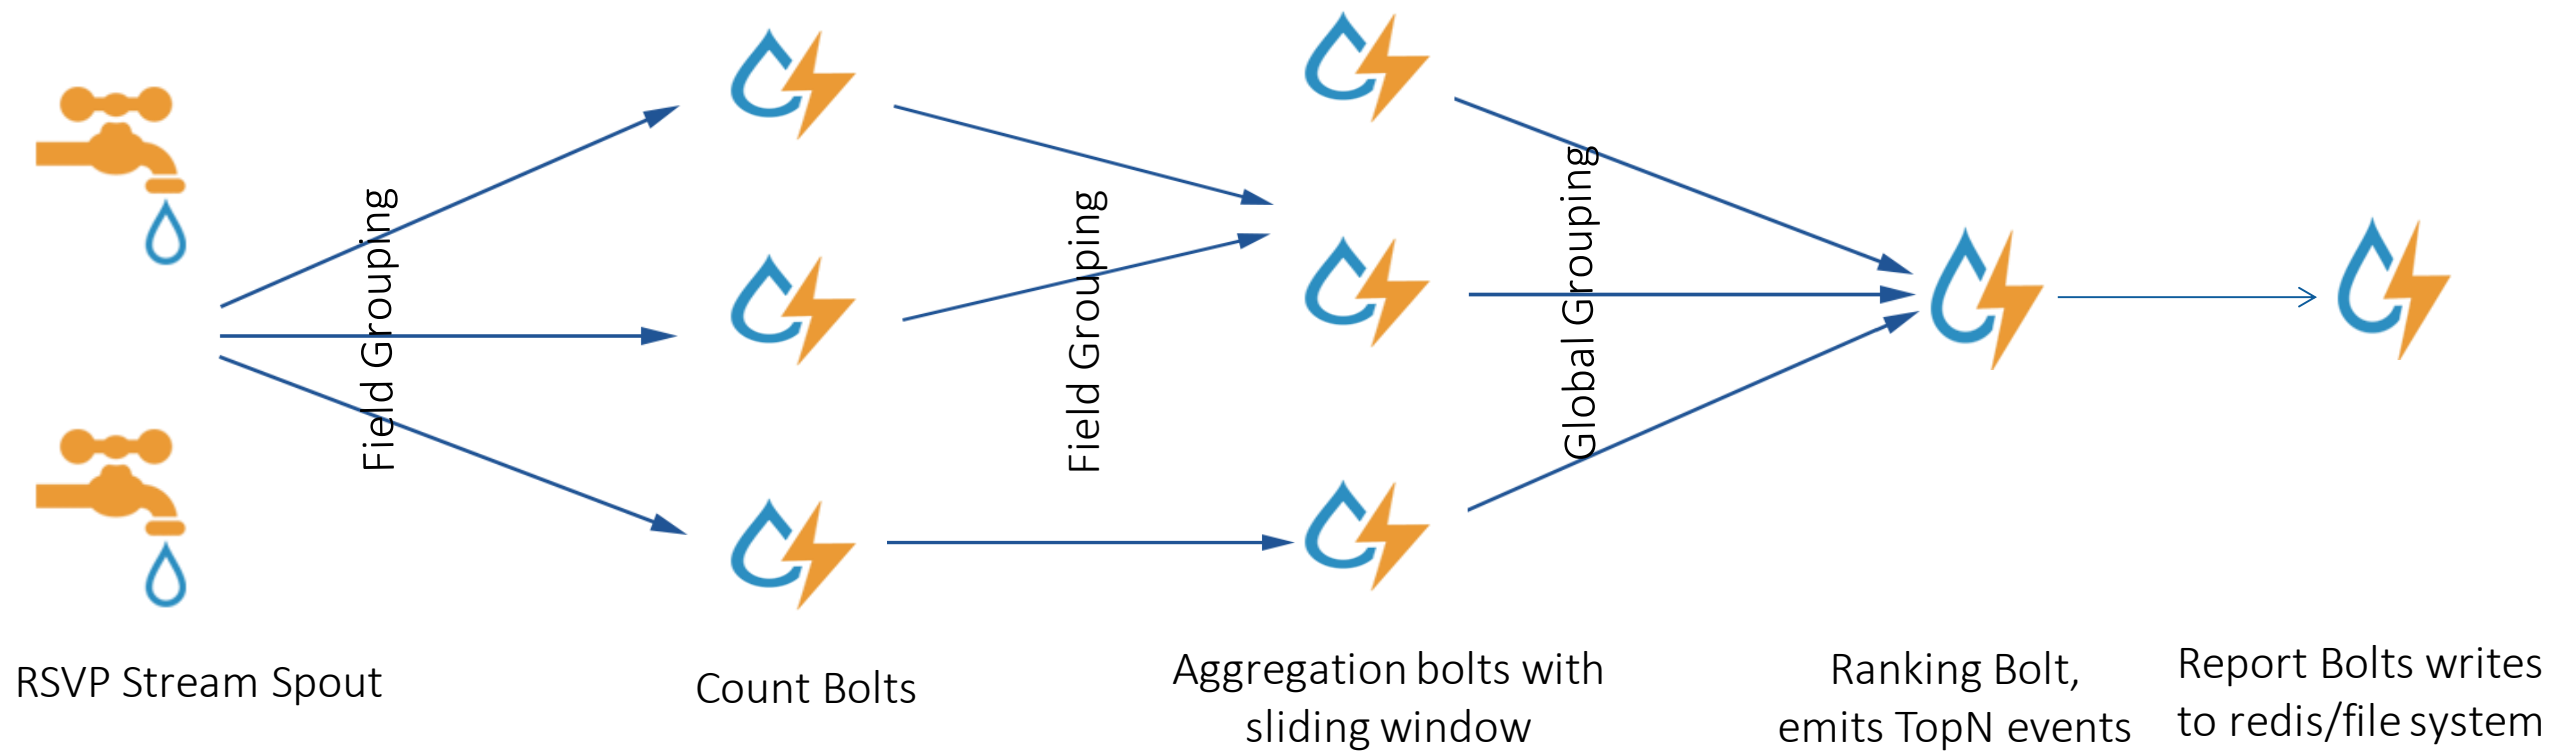 Field Grouping
Field Grouping
Global Grouping
RSVP Stream Spout
Count Bolts
Aggregation bolts with
sliding window
Ranking Bolt,
emits TopN events
Report Bolts writes
to redis/file system